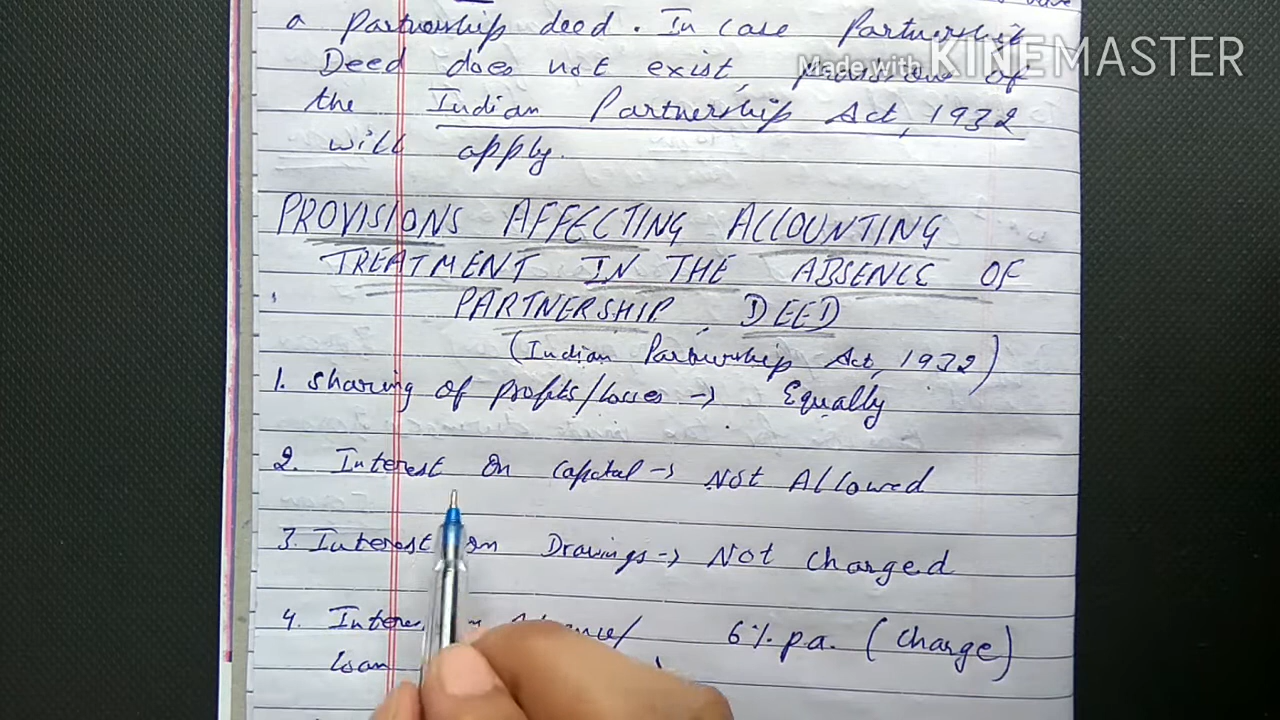 a Partnership deed. In case Partnership
Made with KINEMASTER
Deed does not exist, provisions of
the Indian Partnership Act, 1932
will apply.
PROVISIONS AFFECTING ACCOUNTING
TREATMENT IN THE ABSENCE OF
PARTNERSHIP DEED
(Indian Partnership Act, 1932)
1. Sharing of profits/losses → Equally
2. Interest on Capital → Not Allowed
3. Interest on Drawings → Not Charged
4. 6% p.a. (Charge)
loan